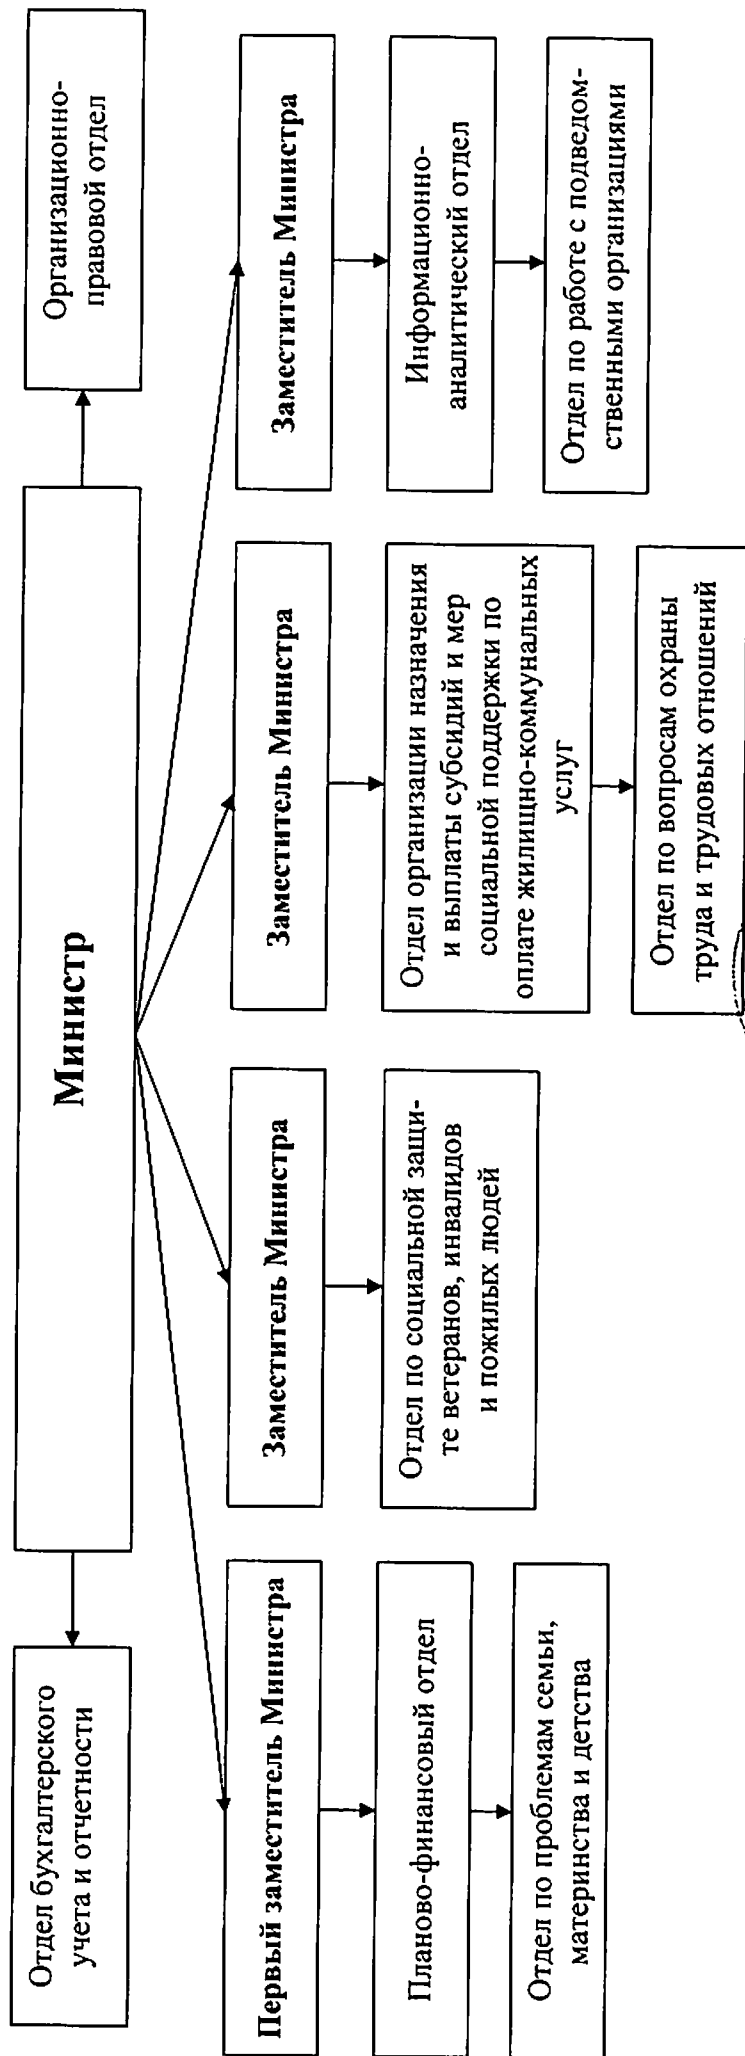 Отдел бухгалтерского
учета и отчетности
Министр
Организационно-
правовой отдел
Первый заместитель Министра
Заместитель Министра
Заместитель Министра
Заместитель Министра
Планово-финансовый отдел
Отдел по проблемам семьи,
материнства и детства
Отдел по социальной защи-
те ветеранов, инвалидов
и пожилых людей
Отдел организации назначения
и выплаты субсидий и мер
социальной поддержки по
оплате жилищно-коммунальных
услуг
Отдел по вопросам охраны
труда и трудовых отношений
Информационно-
аналитический отдел
Отдел по работе с подведом-
ственными организациями